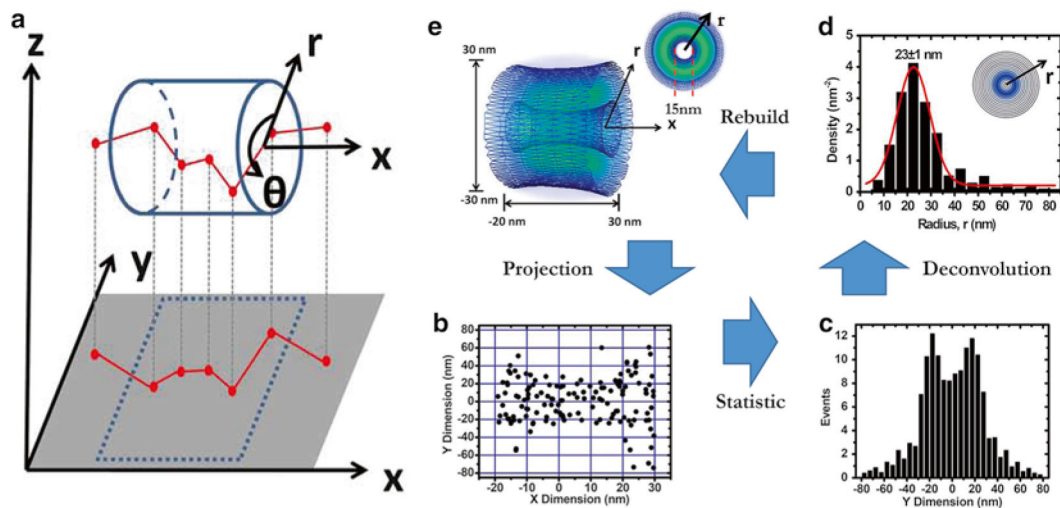 a
z
r
x
θ
y
x
e
30 nm
-30 nm
-20 nm
30 nm
r
x
r
15nm
Rebuild
d
Density (nm⁻²)
5
4
3
2
1
0
23±1 nm
r
0 10 20 30 40 50 60 70 80
Radius, r (nm)
Projection
Deconvolution
b
Y Dimension (nm)
80
60
40
20
0
-20
-40
-60
-80
-20 -10 0 10 20 30
X Dimension (nm)
Statistic
c
Events
12
10
8
6
4
2
0
-80 -60 -40 -20 0 20 40 60 80
Y Dimension (nm)